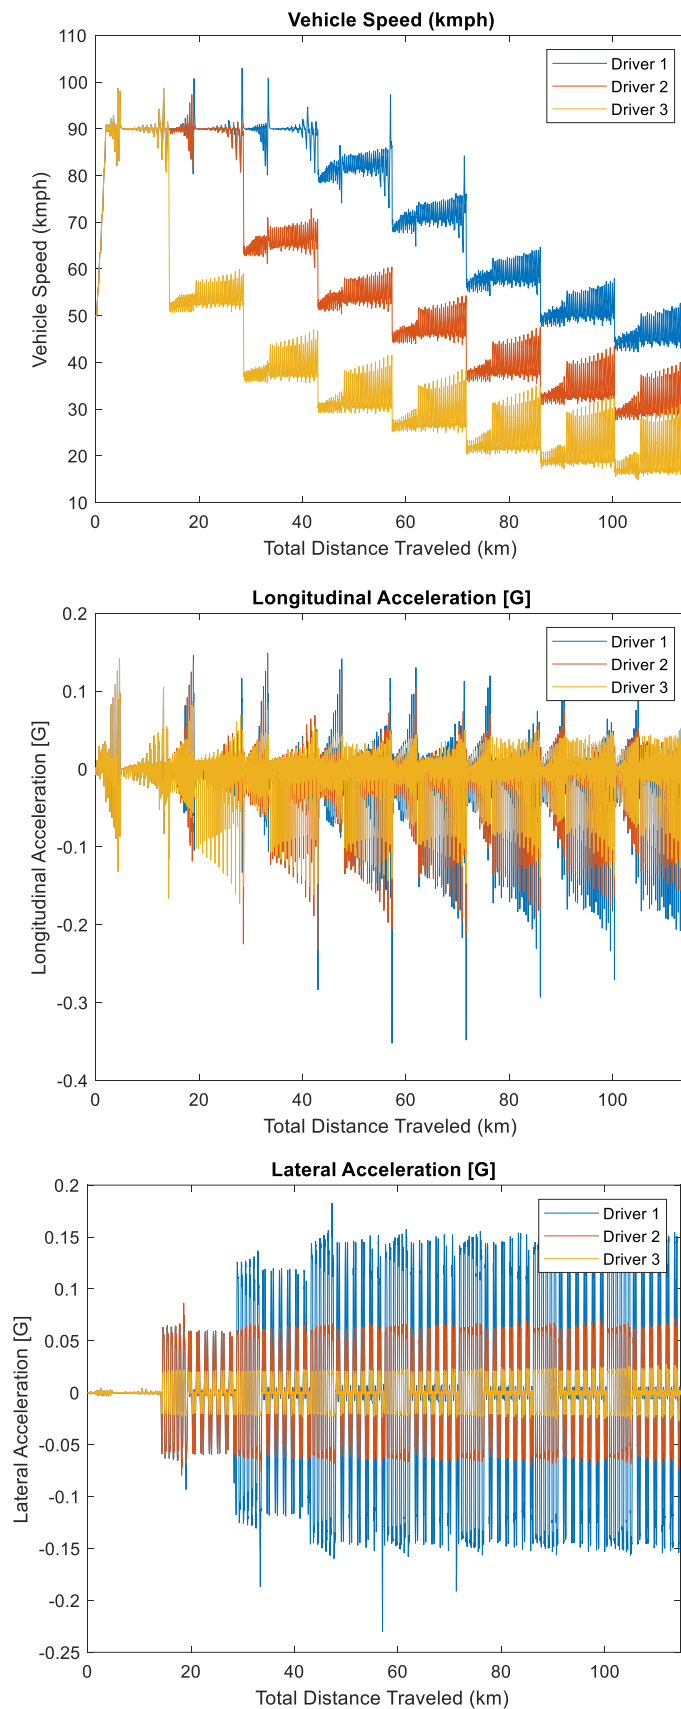 Vehicle Speed (kmph)
110
100
90
80
70
60
50
40
30
20
10
Vehicle Speed (kmph)
Driver 1
Driver 2
Driver 3
0
20
40
60
80
100
Total Distance Traveled (km)
Longitudinal Acceleration [G]
0.2
0.1
0
-0.1
-0.2
-0.3
-0.4
Longitudinal Acceleration [G]
Driver 1
Driver 2
Driver 3
0
20
40
60
80
100
Total Distance Traveled (km)
Lateral Acceleration [G]
0.2
0.15
0.1
0.05
0
-0.05
-0.1
-0.15
-0.2
-0.25
Lateral Acceleration [G]
Driver 1
Driver 2
Driver 3
0
20
40
60
80
100
Total Distance Traveled (km)